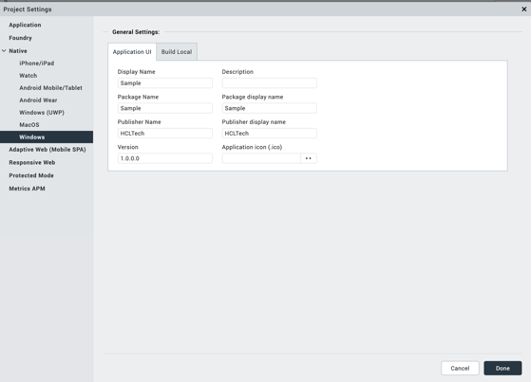 Project Settings
Application
Foundry
Native
iPhone/iPad
Watch
Android Mobile/Tablet
Android Wear
Windows (UWP)
MacOS
Windows
Adaptive Web (Mobile SPA)
Responsive Web
Protected Mode
Metrics APM
General Settings:
Application UI Build Local
Display Name Description
Sample
Package Name Package display name
Sample Sample
Publisher Name Publisher display name
HCLTech HCLTech
Version Application icon (.ico)
1.0.0.0
Cancel Done